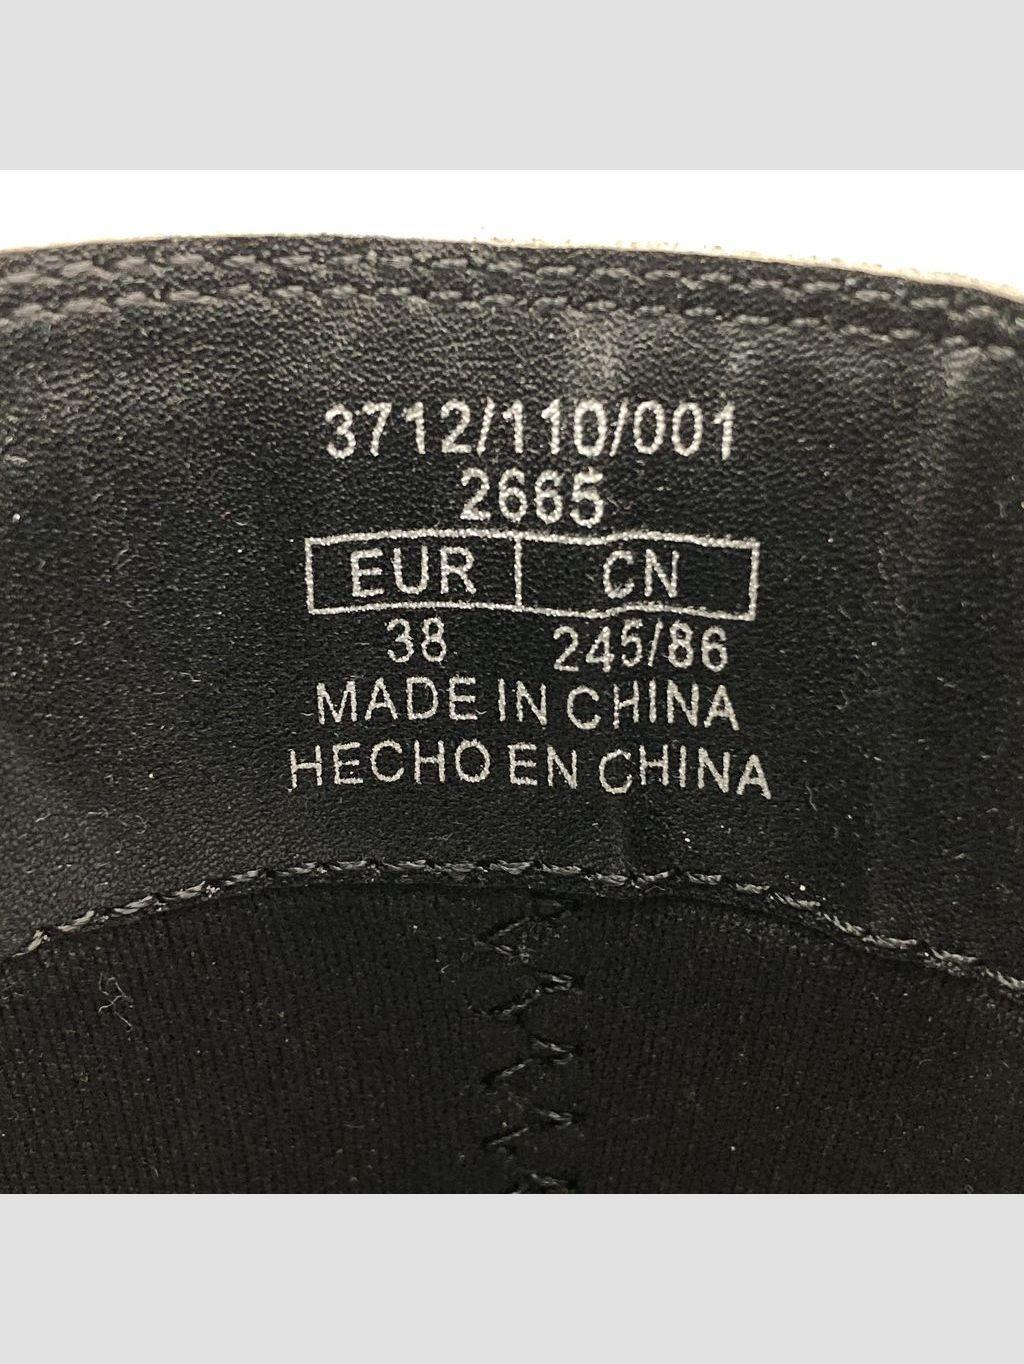 3712/110/001
2665
EUR CN
38 245/86
MADE IN CHINA
HECHO EN CHINA